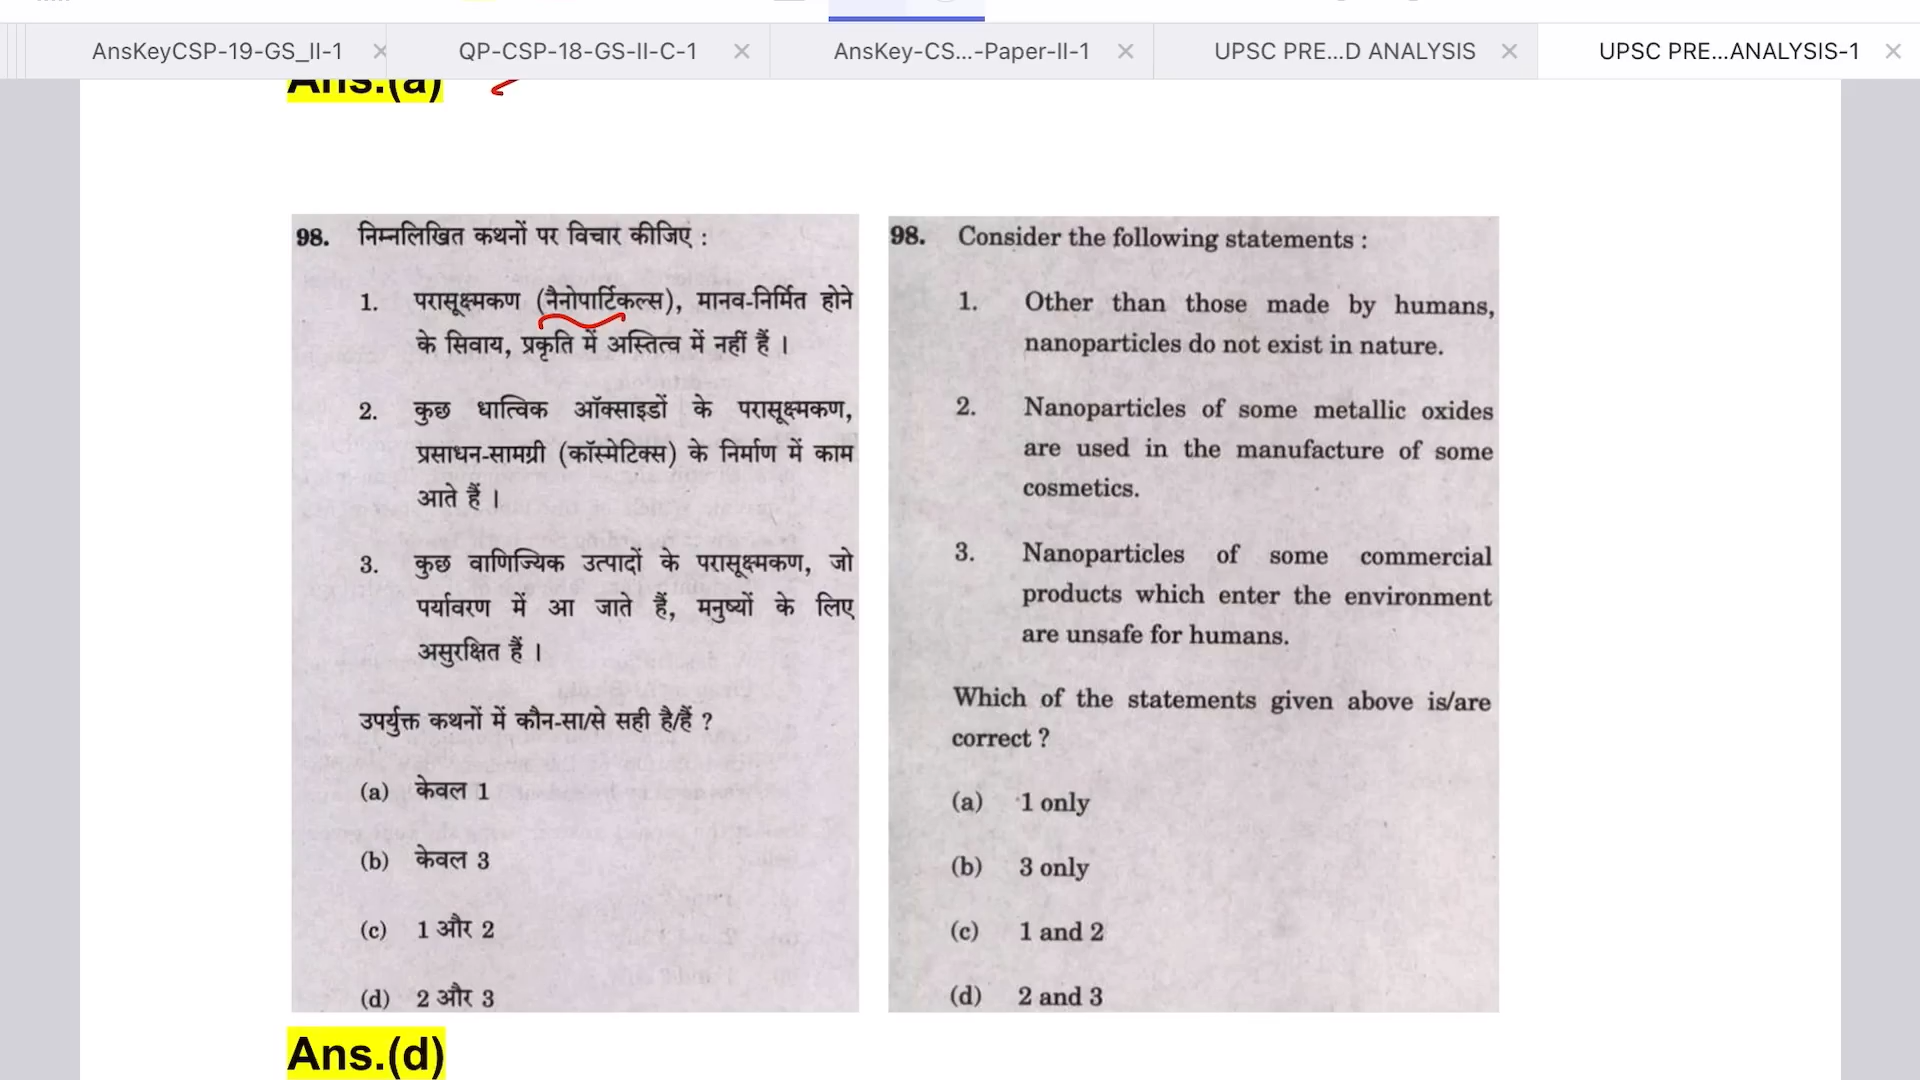 AnsKeyCSP-19-GS_II-1
QP-CSP-18-GS-II-C-1
AnsKey-CS...-Paper-II-1
UPSC PRE...D ANALYSIS
UPSC PRE...ANALYSIS-1
Ans.(a)
98. निम्नलिखित कथनों पर विचार कीजिए :
1. परासूक्ष्मकण (नैनोपार्टिकल्स), मानव-निर्मित होने
के सिवाय, प्रकृति में अस्तित्व में नहीं हैं ।
2. कुछ धात्विक ऑक्साइडों के परासूक्ष्मकण,
प्रसाधन-सामग्री (कॉस्मेटिक्स) के निर्माण में काम
आते हैं ।
3. कुछ वाणिज्यिक उत्पादों के परासूक्ष्मकण, जो
पर्यावरण में आ जाते हैं, मनुष्यों के लिए
असुरक्षित हैं ।
उपर्युक्त कथनों में कौन-सा/से सही है/हैं ?
(a) केवल 1
(b) केवल 3
(c) 1 और 2
(d) 2 और 3
98. Consider the following statements :
1. Other than those made by humans,
nanoparticles do not exist in nature.
2. Nanoparticles of some metallic oxides
are used in the manufacture of some
cosmetics.
3. Nanoparticles of some commercial
products which enter the environment
are unsafe for humans.
Which of the statements given above is/are
correct ?
(a) 1 only
(b) 3 only
(c) 1 and 2
(d) 2 and 3
Ans.(d)